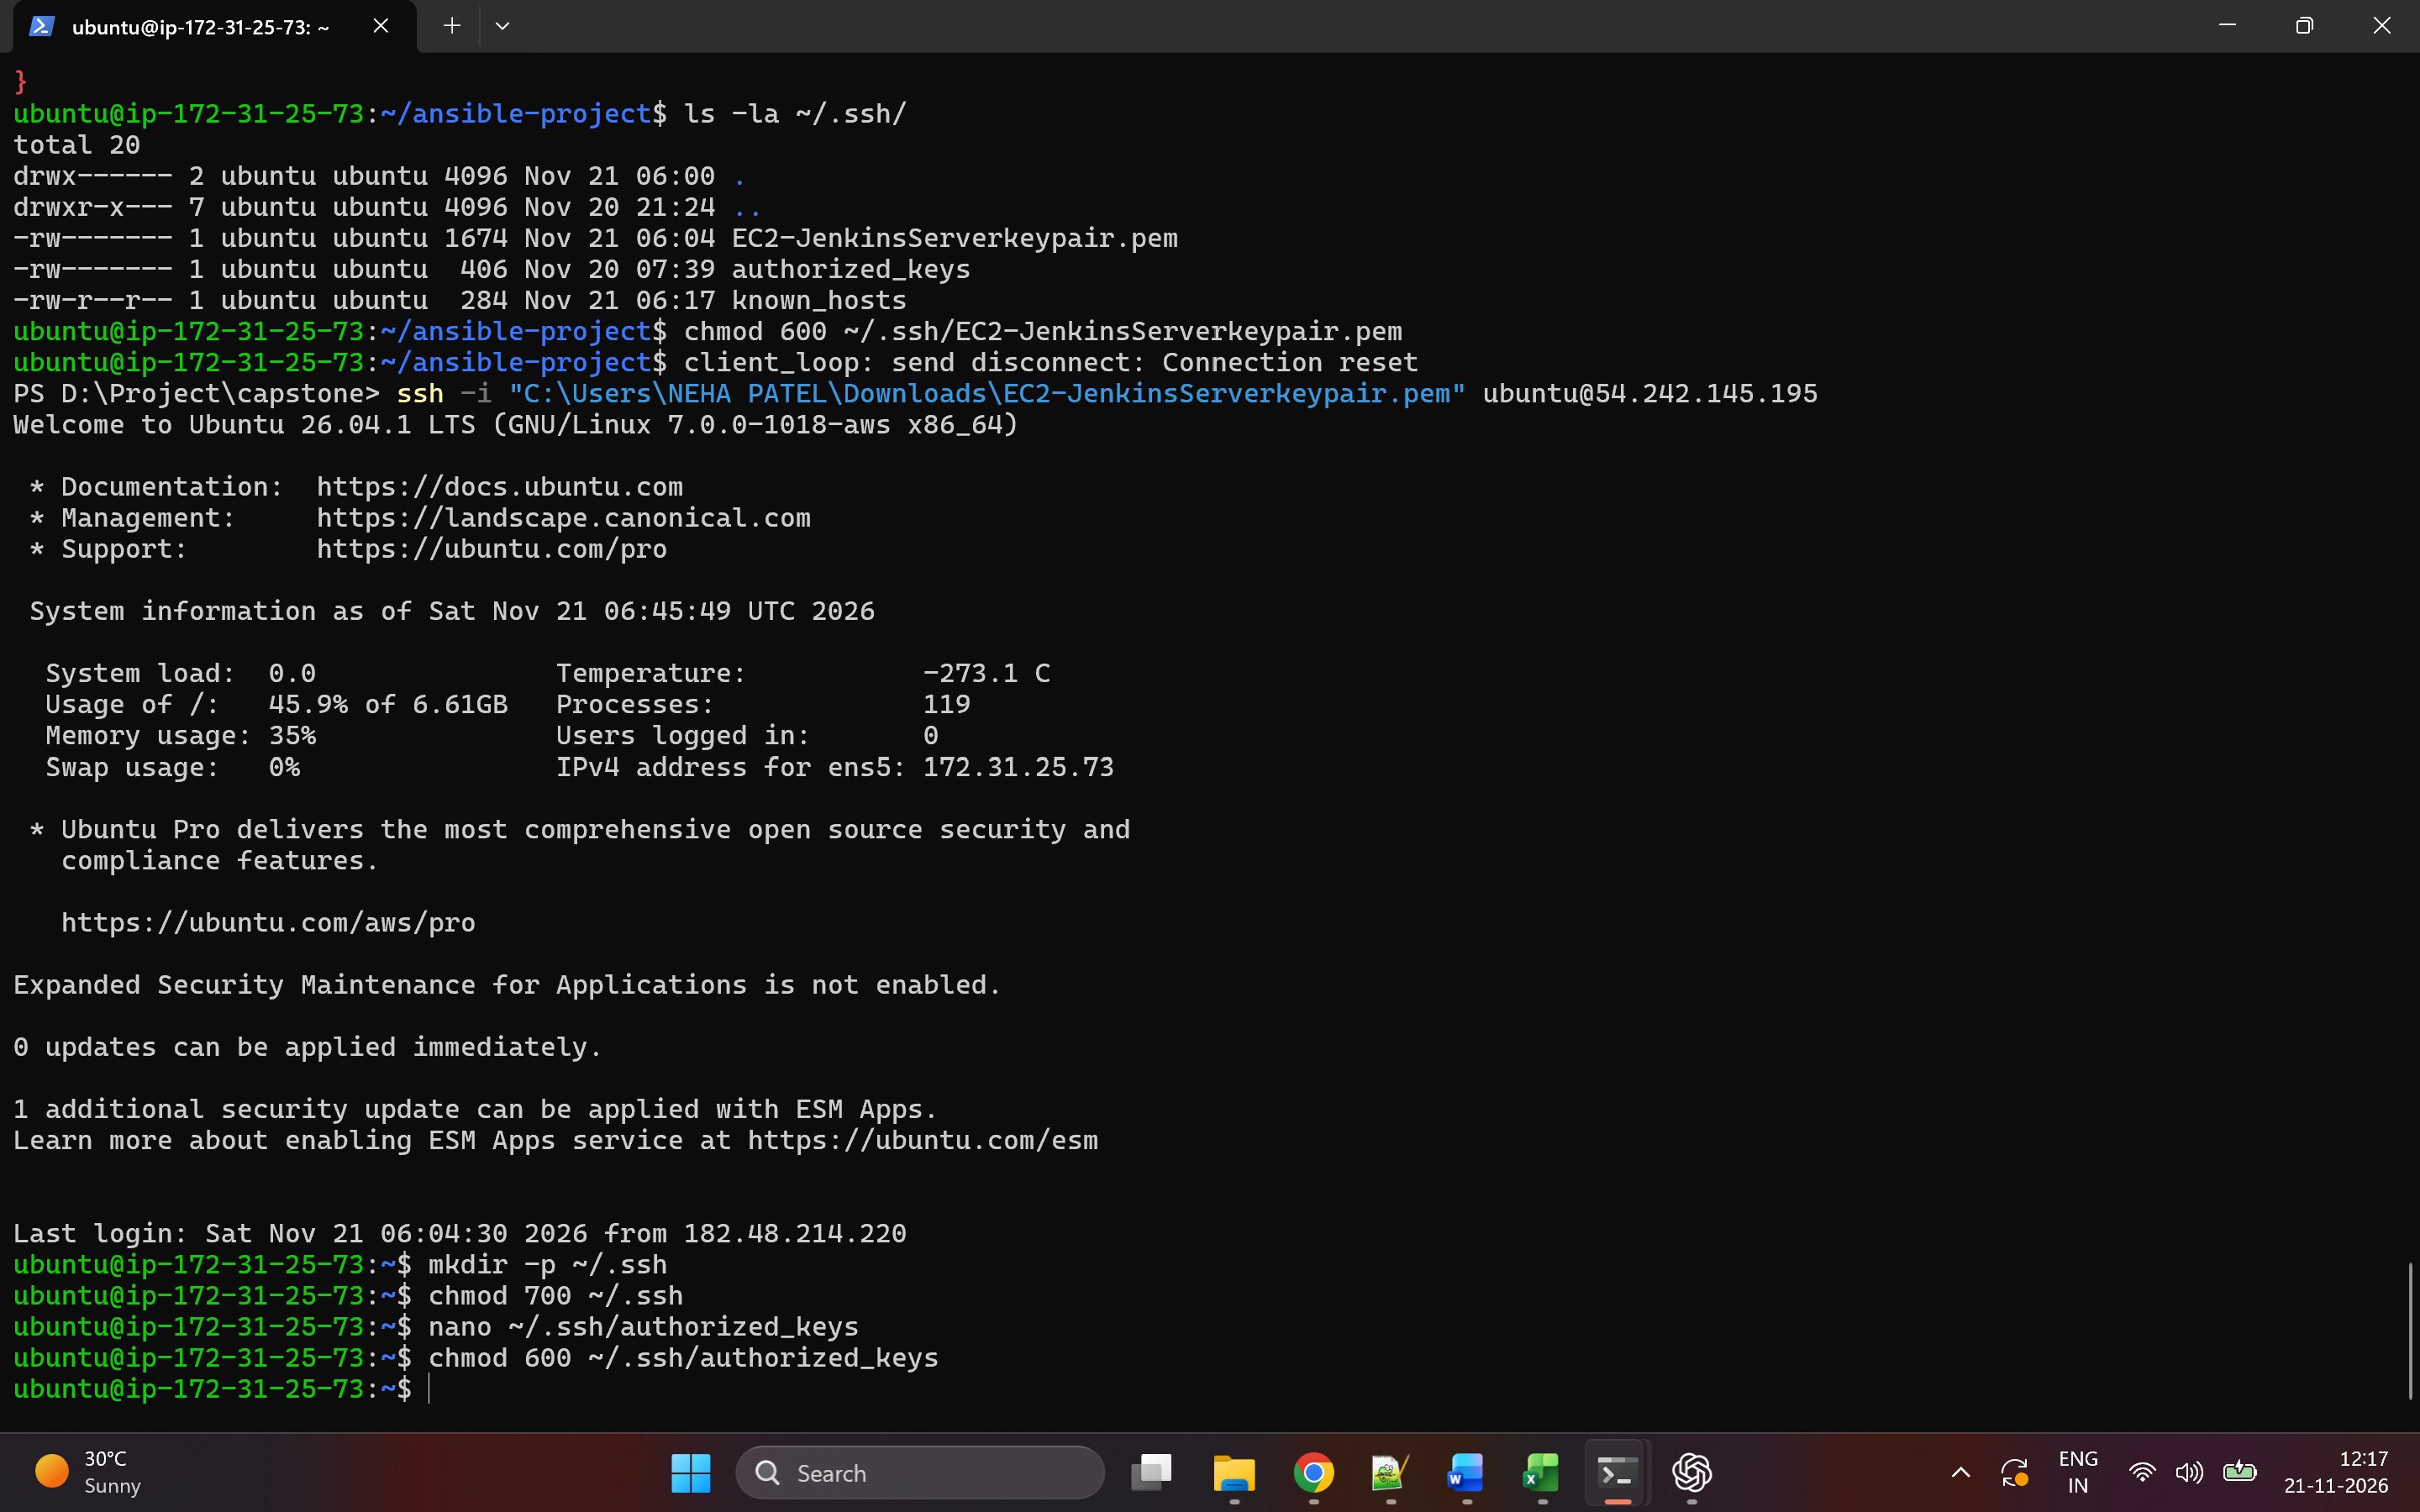 ubuntu@ip-172-31-25-73: ~
}
ubuntu@ip-172-31-25-73:~/ansible-project$ ls -la ~/.ssh/
total 20
drwx------ 2 ubuntu ubuntu 4096 Nov 21 06:00 .
drwxr-x--- 7 ubuntu ubuntu 4096 Nov 20 21:24 ..
-rw------- 1 ubuntu ubuntu 1674 Nov 21 06:04 EC2-JenkinsServerkeypair.pem
-rw------- 1 ubuntu ubuntu  406 Nov 20 07:39 authorized_keys
-rw-r--r-- 1 ubuntu ubuntu  284 Nov 21 06:17 known_hosts
ubuntu@ip-172-31-25-73:~/ansible-project$ chmod 600 ~/.ssh/EC2-JenkinsServerkeypair.pem
ubuntu@ip-172-31-25-73:~/ansible-project$ client_loop: send disconnect: Connection reset
PS D:\Project\capstone> ssh -i "C:\Users\NEHA PATEL\Downloads\EC2-JenkinsServerkeypair.pem" ubuntu@54.242.145.195
Welcome to Ubuntu 26.04.1 LTS (GNU/Linux 7.0.0-1018-aws x86_64)
* Documentation:  https://docs.ubuntu.com
* Management:     https://landscape.canonical.com
* Support:        https://ubuntu.com/pro
System information as of Sat Nov 21 06:45:49 UTC 2026
System load:  0.0               Temperature:           -273.1 C
Usage of /:   45.9% of 6.61GB   Processes:             119
Memory usage: 35%               Users logged in:       0
Swap usage:   0%                IPv4 address for ens5: 172.31.25.73
* Ubuntu Pro delivers the most comprehensive open source security and
compliance features.
https://ubuntu.com/aws/pro
Expanded Security Maintenance for Applications is not enabled.
0 updates can be applied immediately.
1 additional security update can be applied with ESM Apps.
Learn more about enabling ESM Apps service at https://ubuntu.com/esm
Last login: Sat Nov 21 06:04:30 2026 from 182.48.214.220
ubuntu@ip-172-31-25-73:~$ mkdir -p ~/.ssh
ubuntu@ip-172-31-25-73:~$ chmod 700 ~/.ssh
ubuntu@ip-172-31-25-73:~$ nano ~/.ssh/authorized_keys
ubuntu@ip-172-31-25-73:~$ chmod 600 ~/.ssh/authorized_keys
ubuntu@ip-172-31-25-73:~$
30°C
Sunny
Search
ENG
IN
12:17
21-11-2026